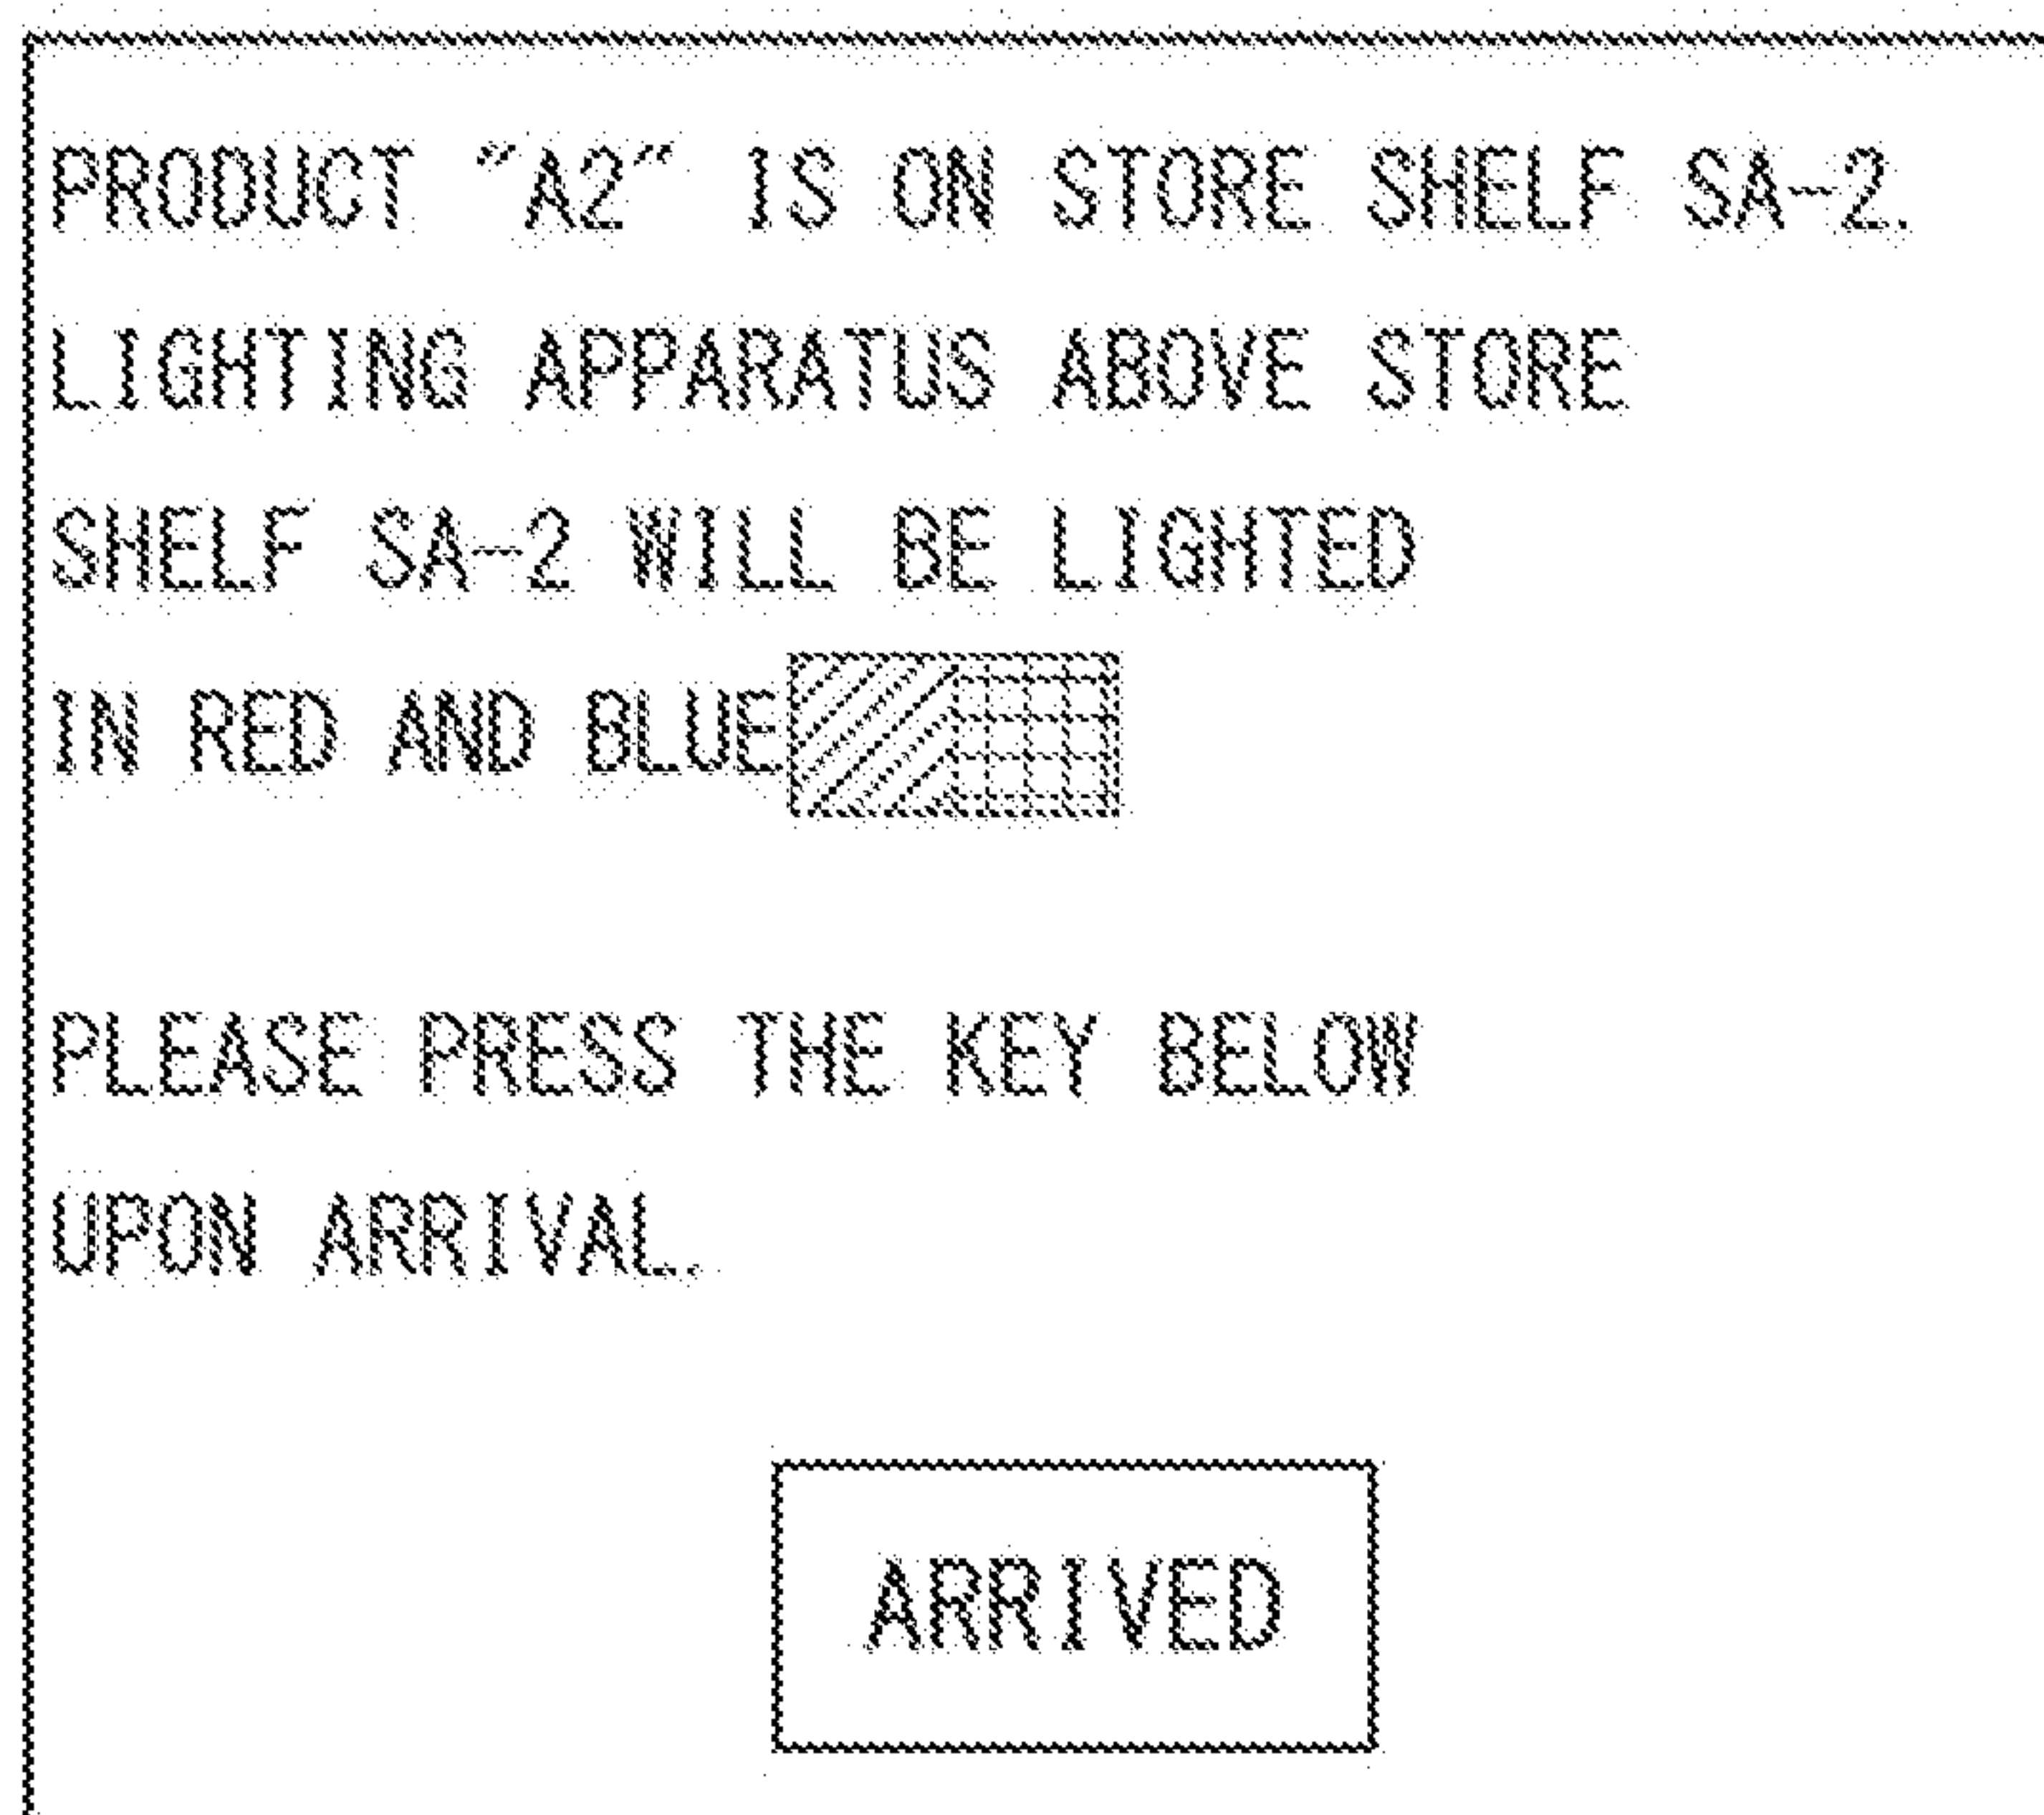 PRODUCT "A2" IS ON STORE SHELF SA-2.
LIGHTING APPARATUS ABOVE STORE
SHELF SA-2 WILL BE LIGHTED
IN RED AND BLUE
PLEASE PRESS THE KEY BELOW
UPON ARRIVAL.
ARRIVED